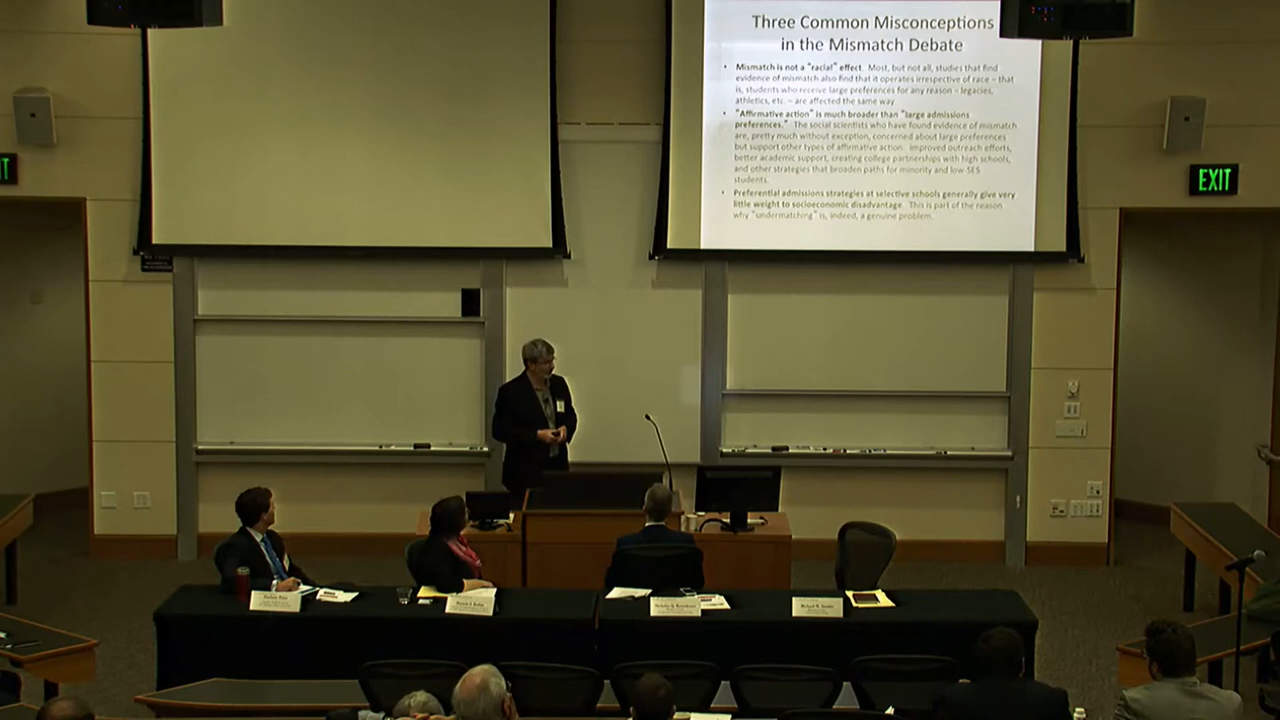 Three Common Misconceptions
in the Mismatch Debate
• Mismatch is not a "racial" effect. Most, but not all, studies that find
evidence of mismatch also find that it operates irrespective of race – that
is, students who receive large preferences for any reason – legacies,
athletics, etc. – are affected the same way.
• "Affirmative action" is much broader than "large admissions
preferences." The social scientists who have found evidence of mismatch
are, pretty much without exception, concerned about large preferences
but support other types of affirmative action. Improved outreach efforts,
better academic support, creating college partnerships with high schools,
and other strategies that broaden paths for minority and low-SES
students.
• Preferential admissions strategies at selective schools generally give very
little weight to socioeconomic disadvantage. This is part of the reason
why "undermatching" is, indeed, a genuine problem.
IT
EXIT